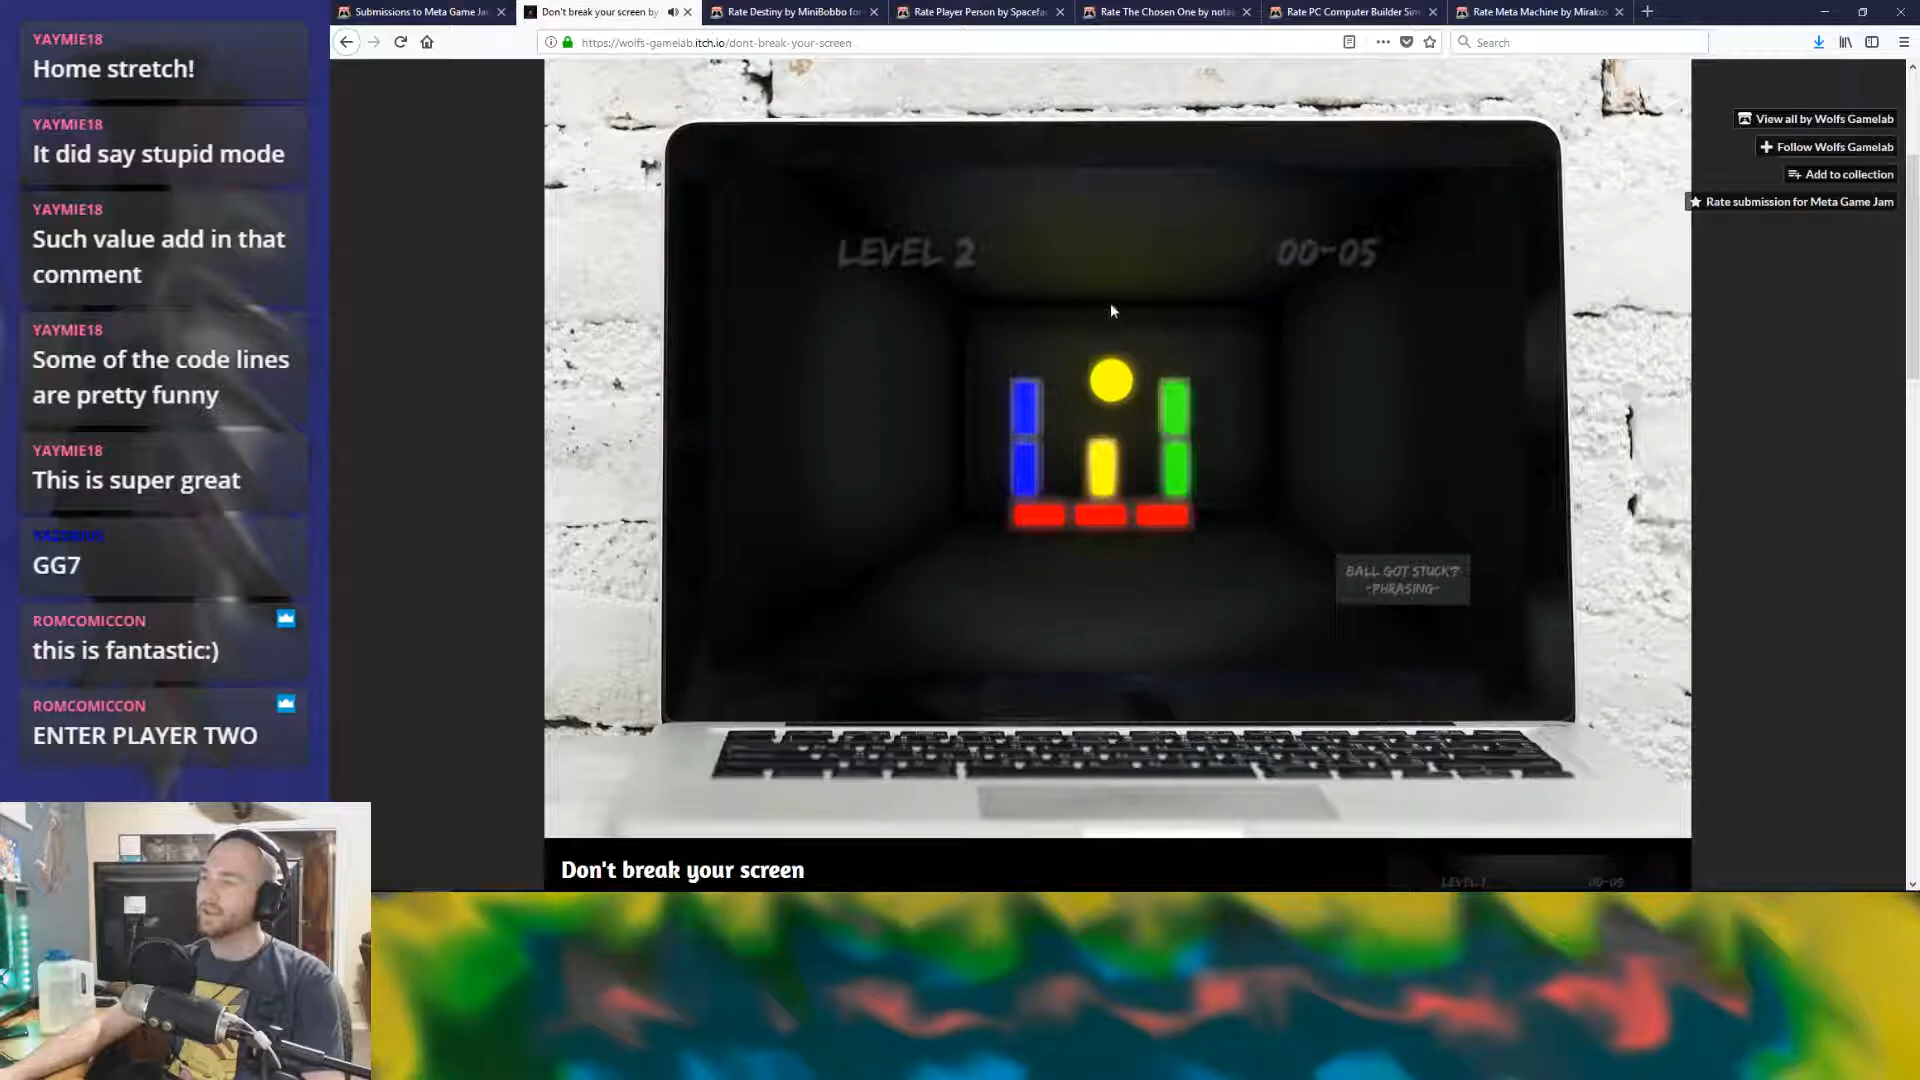 YAYMIE18
Home stretch!
YAYMIE18
It did say stupid mode
YAYMIE18
Such value add in that
comment
YAYMIE18
Some of the code lines
are pretty funny
YAYMIE18
This is super great
GG7
ROMCOMICCON
this is fantastic:)
ROMCOMICCON
ENTER PLAYER TWO
Submissions to Meta Game Ja
Don't break your screen by
Rate Destiny by MiniBobbo for
Rate Player Person by Spacefa
Rate The Chosen One by nota
Rate PC Computer Builder Sim
Rate Meta Machine by Mirako
https://wolfs-gamelab.itch.io/dont-break-your-screen
Search
View all by Wolfs Gamelab
Follow Wolfs Gamelab
Add to collection
Rate submission for Meta Game Jam
LEVEL 2
00-05
BALL GOT STUCK?
-PHRASING-
Don't break your screen
LEVEL 1
00-09